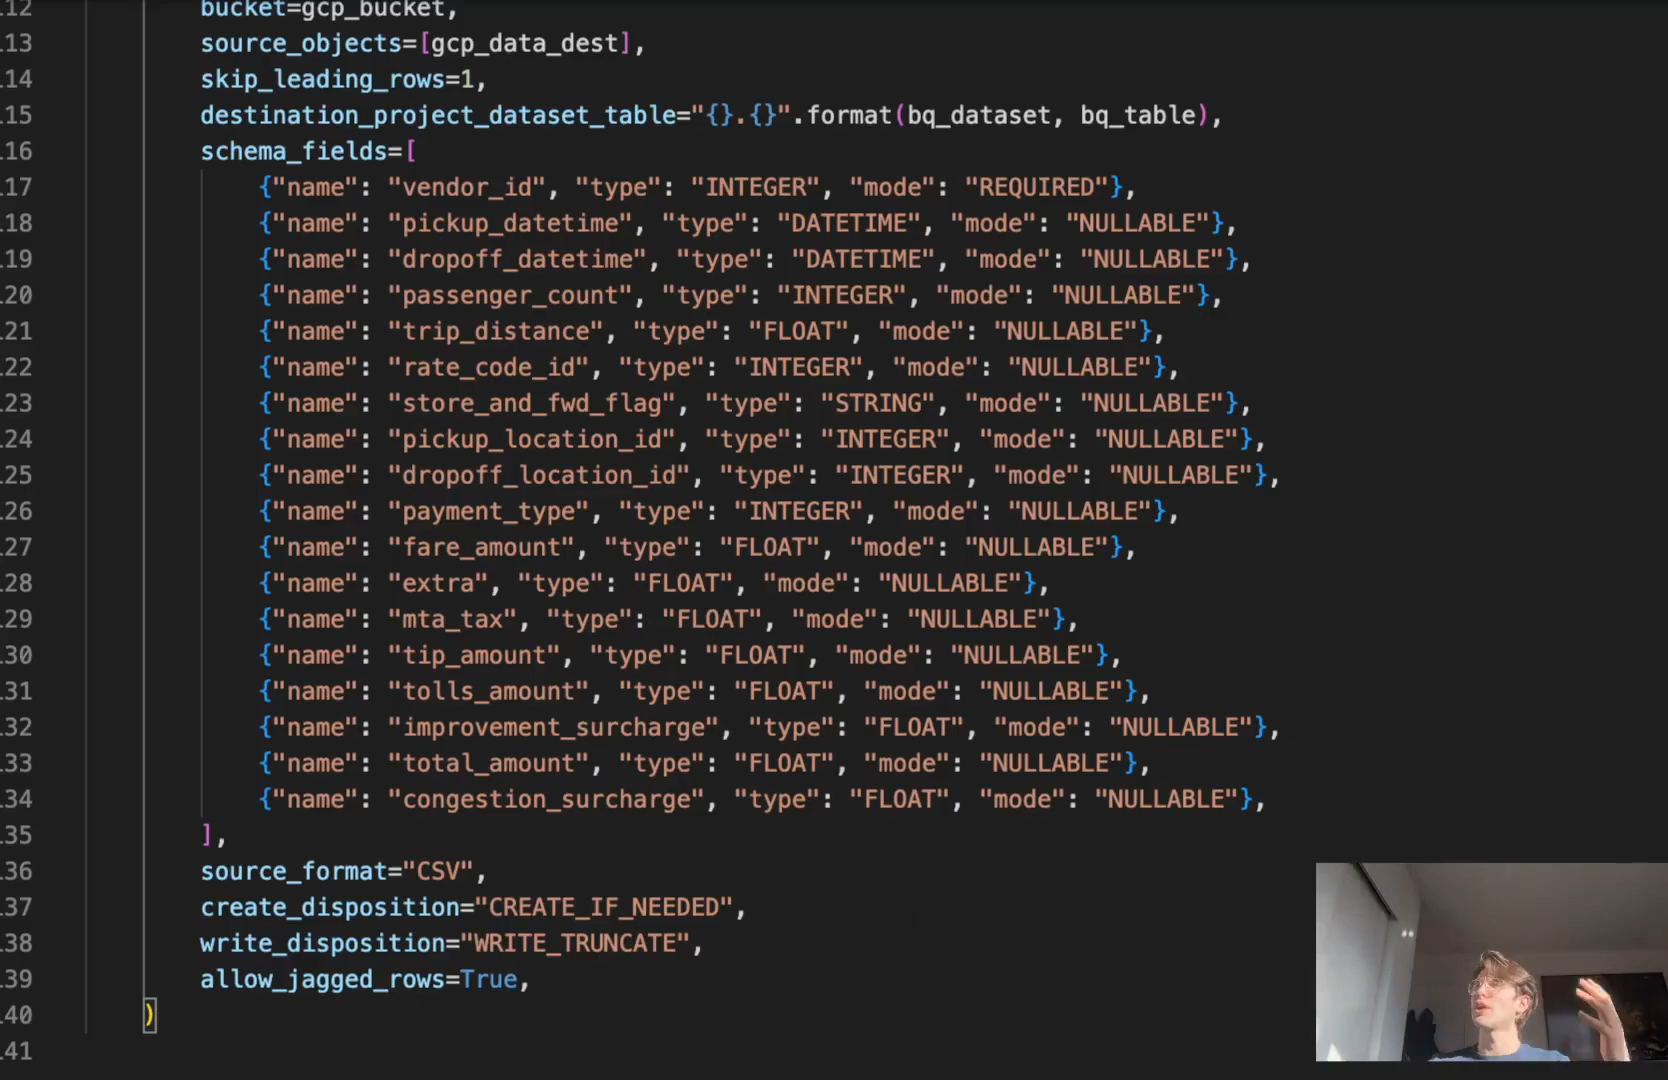 12 bucket=gcp_bucket,
13 source_objects=[gcp_data_dest],
14 skip_leading_rows=1,
15 destination_project_dataset_table="{}.{}".format(bq_dataset, bq_table),
16 schema_fields=[
17 {"name": "vendor_id", "type": "INTEGER", "mode": "REQUIRED"},
18 {"name": "pickup_datetime", "type": "DATETIME", "mode": "NULLABLE"},
19 {"name": "dropoff_datetime", "type": "DATETIME", "mode": "NULLABLE"},
20 {"name": "passenger_count", "type": "INTEGER", "mode": "NULLABLE"},
21 {"name": "trip_distance", "type": "FLOAT", "mode": "NULLABLE"},
22 {"name": "rate_code_id", "type": "INTEGER", "mode": "NULLABLE"},
23 {"name": "store_and_fwd_flag", "type": "STRING", "mode": "NULLABLE"},
24 {"name": "pickup_location_id", "type": "INTEGER", "mode": "NULLABLE"},
25 {"name": "dropoff_location_id", "type": "INTEGER", "mode": "NULLABLE"},
26 {"name": "payment_type", "type": "INTEGER", "mode": "NULLABLE"},
27 {"name": "fare_amount", "type": "FLOAT", "mode": "NULLABLE"},
28 {"name": "extra", "type": "FLOAT", "mode": "NULLABLE"},
29 {"name": "mta_tax", "type": "FLOAT", "mode": "NULLABLE"},
30 {"name": "tip_amount", "type": "FLOAT", "mode": "NULLABLE"},
31 {"name": "tolls_amount", "type": "FLOAT", "mode": "NULLABLE"},
32 {"name": "improvement_surcharge", "type": "FLOAT", "mode": "NULLABLE"},
33 {"name": "total_amount", "type": "FLOAT", "mode": "NULLABLE"},
34 {"name": "congestion_surcharge", "type": "FLOAT", "mode": "NULLABLE"},
35 ],
36 source_format="CSV",
37 create_disposition="CREATE_IF_NEEDED",
38 write_disposition="WRITE_TRUNCATE",
39 allow_jagged_rows=True,
40 )
41